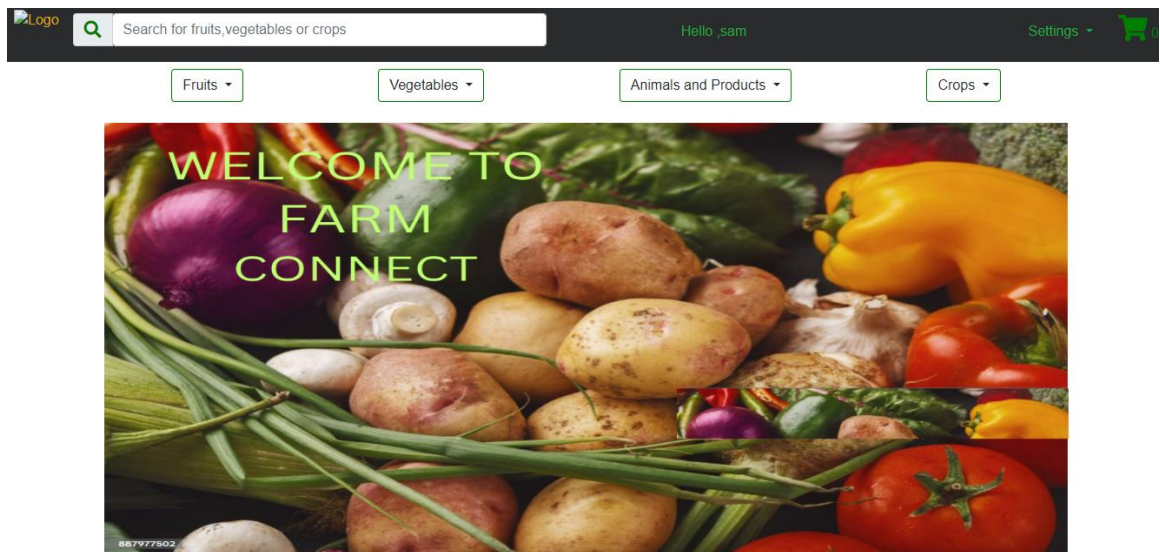 Logo
Search for fruits,vegetables or crops
Hello ,sam
Settings
0
Fruits
Vegetables
Animals and Products
Crops
WELCOME TO
FARM
CONNECT
887977502